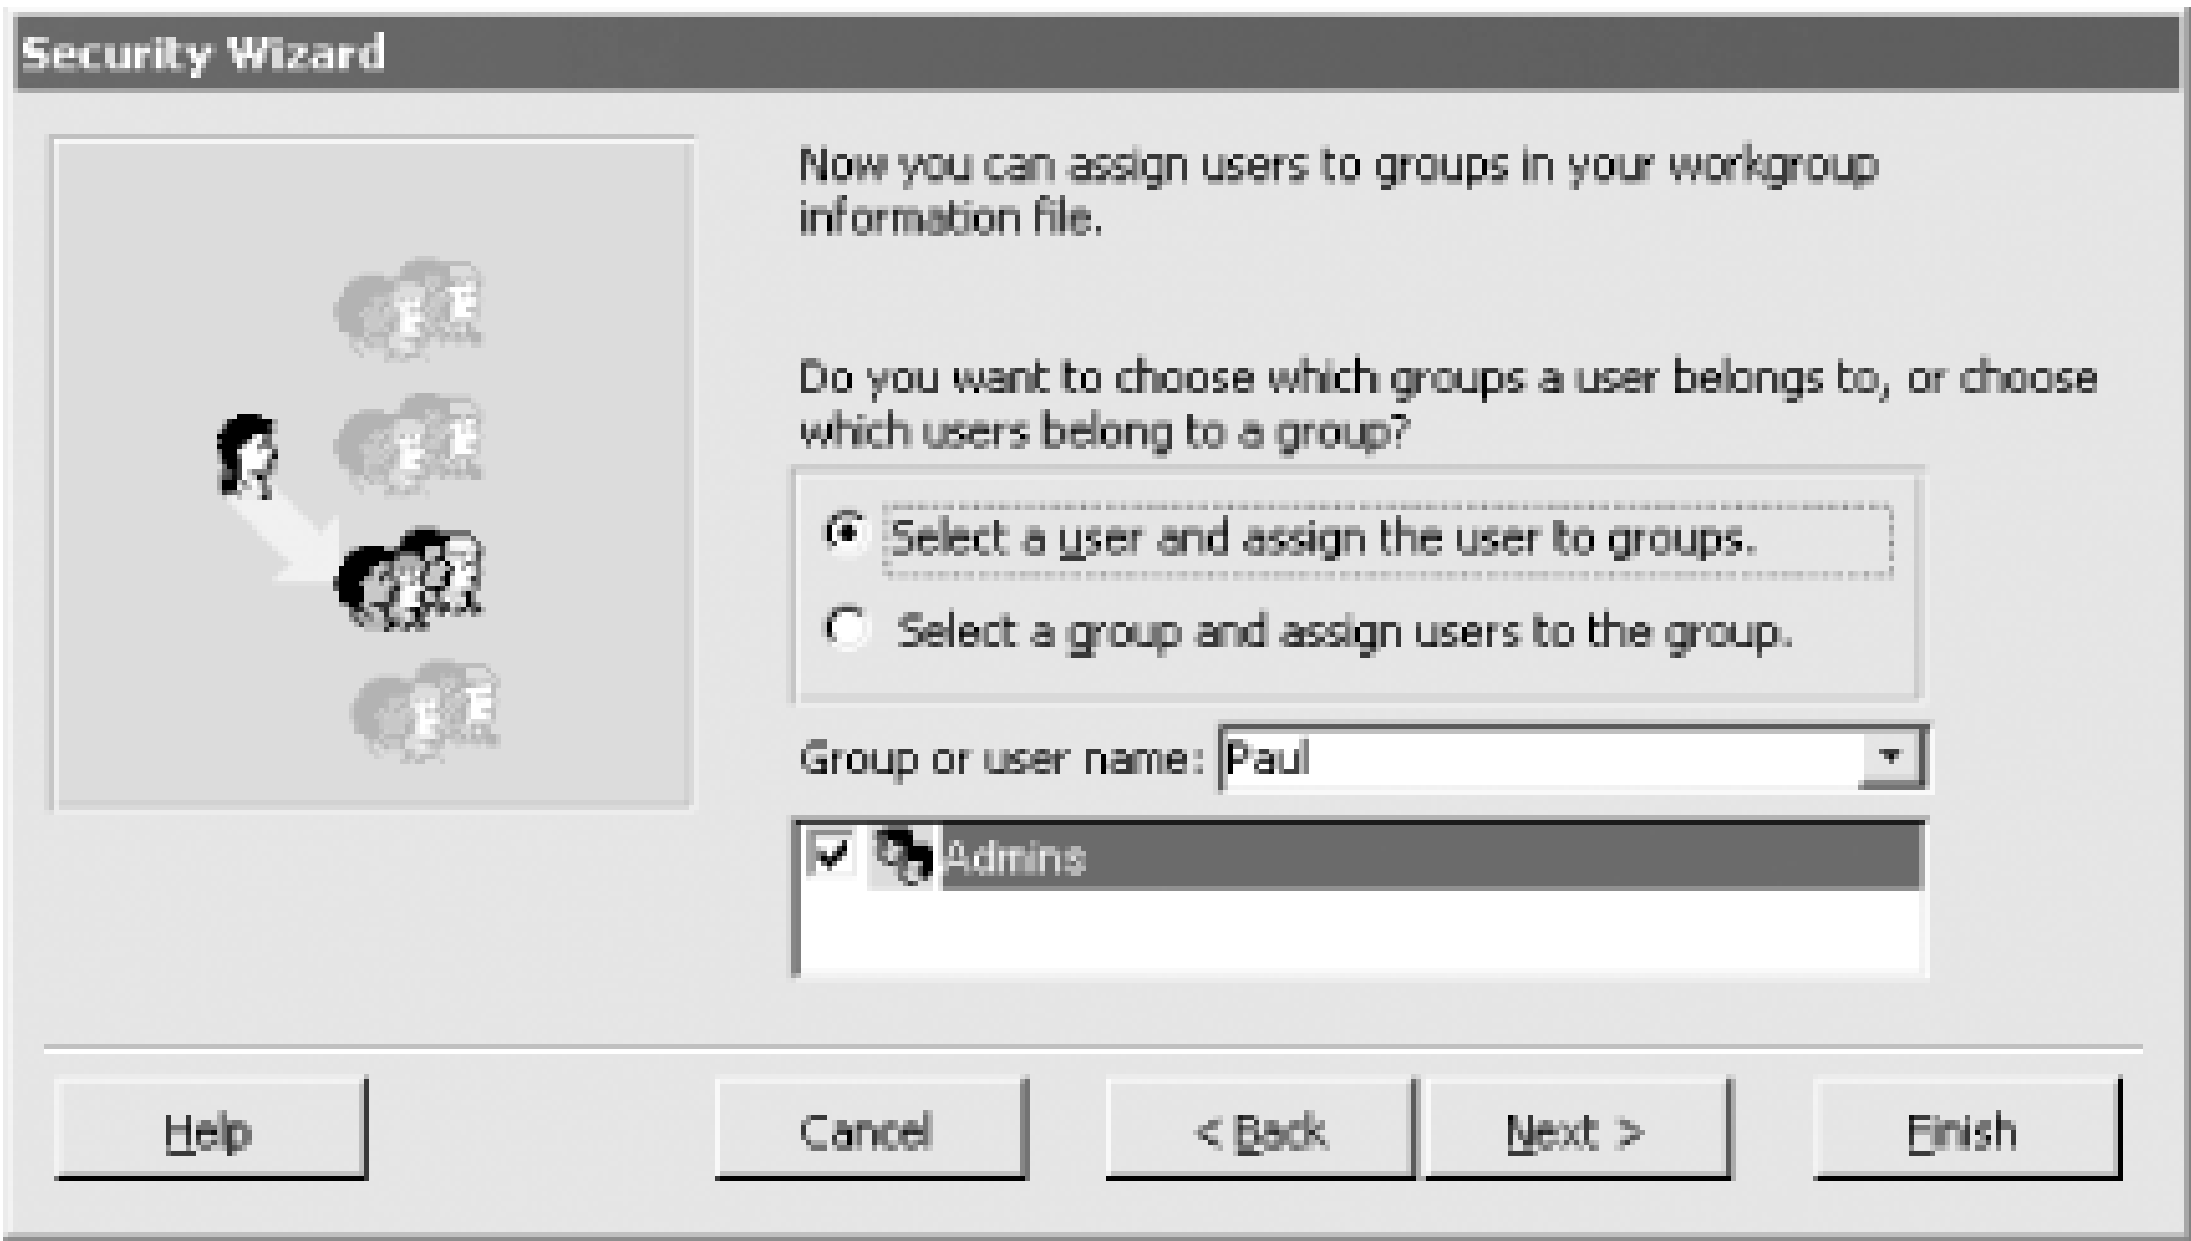 Security Wizard
Now you can assign users to groups in your workgroup
information file.
Do you want to choose which groups a user belongs to, or choose
which users belong to a group?
Select a user and assign the user to groups.
Select a group and assign users to the group.
Group or user name: Paul
Admins
Help Cancel < Back Next > Finish